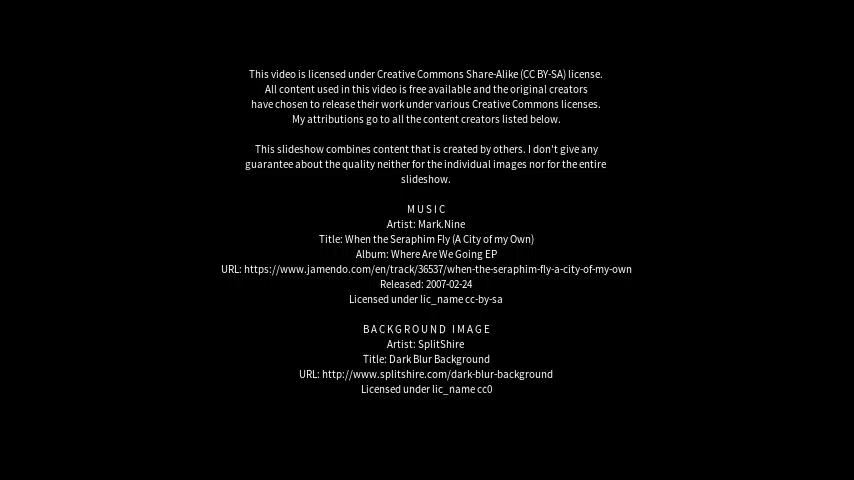 This video is licensed under Creative Commons Share-Alike (CC BY-SA) license.
All content used in this video is free available and the original creators
have chosen to release their work under various Creative Commons licenses.
My attributions go to all the content creators listed below.
This slideshow combines content that is created by others. I don't give any
guarantee about the quality neither for the individual images nor for the entire
slideshow.
MUSIC
Artist: Mark.Nine
Title: When the Seraphim Fly (A City of my Own)
Album: Where Are We Going EP
URL: https://www.jamendo.com/en/track/36537/when-the-seraphim-fly-a-city-of-my-own
Released: 2007-02-24
Licensed under lic_name cc-by-sa
BACKGROUND IMAGE
Artist: SplitShire
Title: Dark Blur Background
URL: http://www.splitshire.com/dark-blur-background
Licensed under lic_name cc0